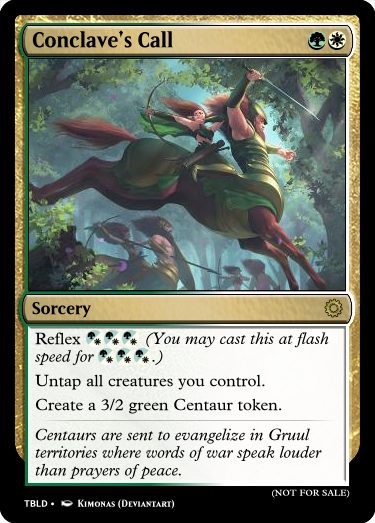 Conclave's Call
Sorcery
Reflex (You may cast this at flash
speed for .)
Untap all creatures you control.
Create a 3/2 green Centaur token.
Centaurs are sent to evangelize in Gruul
territories where words of war speak louder
than prayers of peace.
(NOT FOR SALE)
TBLD • Kimonas (Deviantart)